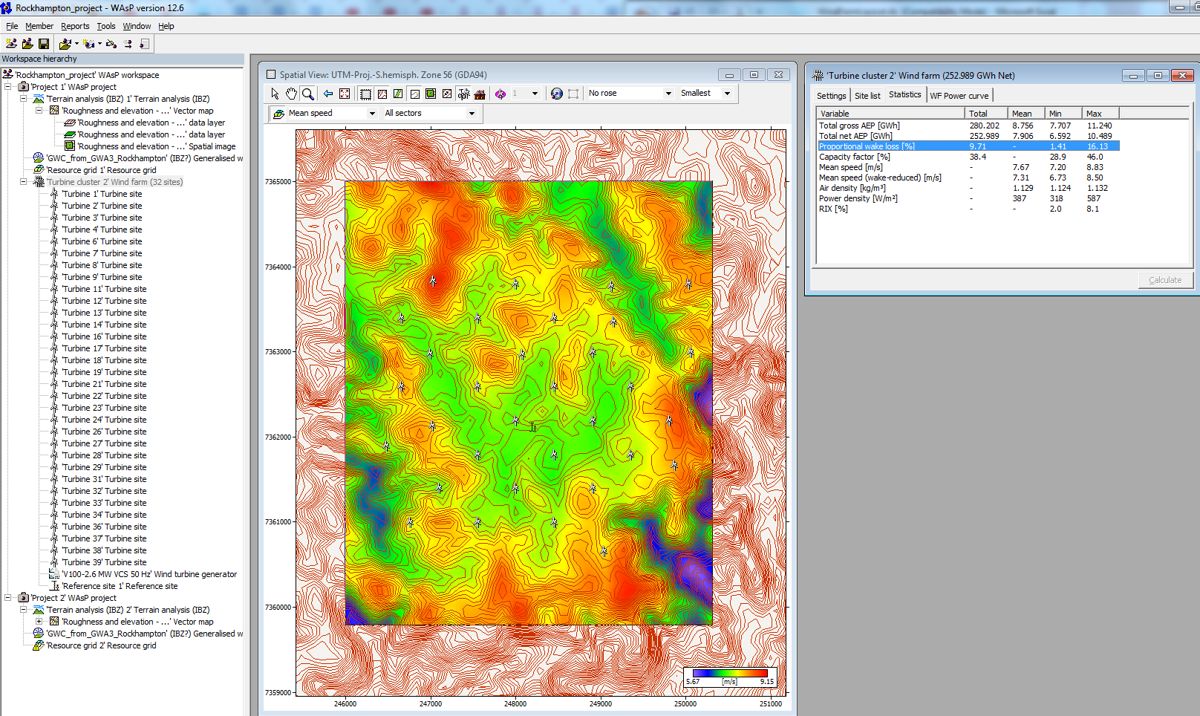 Rockhampton_project - WAsP version 12.6
File Member Reports Tools Window Help
Workspace hierarchy
'Rockhampton_project' WAsP workspace
'Project 1' WAsP project
'Terrain analysis (IBZ) 1' Terrain analysis (IBZ)
'Roughness and elevation - ...' Vector map
'Roughness and elevation - ...' data layer
'Roughness and elevation - ...' data layer
'Roughness and elevation - ...' Spatial image
'GWC_from_GWA3_Rockhampton' (IBZ?) Generalised w
'Resource grid 1' Resource grid
'Turbine cluster 2' Wind farm (32 sites)
'Turbine 1' Turbine site
'Turbine 2' Turbine site
'Turbine 3' Turbine site
'Turbine 4' Turbine site
'Turbine 6' Turbine site
'Turbine 7' Turbine site
'Turbine 8' Turbine site
'Turbine 9' Turbine site
'Turbine 11' Turbine site
'Turbine 12' Turbine site
'Turbine 13' Turbine site
'Turbine 14' Turbine site
'Turbine 16' Turbine site
'Turbine 17' Turbine site
'Turbine 18' Turbine site
'Turbine 19' Turbine site
'Turbine 21' Turbine site
'Turbine 22' Turbine site
'Turbine 23' Turbine site
'Turbine 24' Turbine site
'Turbine 26' Turbine site
'Turbine 27' Turbine site
'Turbine 28' Turbine site
'Turbine 29' Turbine site
'Turbine 31' Turbine site
'Turbine 32' Turbine site
'Turbine 33' Turbine site
'Turbine 34' Turbine site
'Turbine 36' Turbine site
'Turbine 37' Turbine site
'Turbine 38' Turbine site
'Turbine 39' Turbine site
'V100-2.6 MW VCS 50 Hz' Wind turbine generator
'Reference site 1' Reference site
'Project 2' WAsP project
'Terrain analysis (IBZ) 2' Terrain analysis (IBZ)
'Roughness and elevation - ...' Vector map
'GWC_from_GWA3_Rockhampton' (IBZ?) Generalised w
'Resource grid 2' Resource grid
Spatial View: UTM-Proj.-S.hemisph. Zone 56 (GDA94)
1 No rose Smallest
Mean speed All sectors
7365000
7364000
7363000
7362000
7361000
7360000
7359000
246000 247000 248000 249000 250000 251000
5.67 [m/s] 9.15
'Turbine cluster 2' Wind farm (252.989 GWh Net)
Settings Site list Statistics WF Power curve
Variable Total Mean Min Max
Total gross AEP [GWh] 280.202 8.756 7.707 11.240
Total net AEP [GWh] 252.989 7.906 6.592 10.489
Proportional wake loss [%] 9.71 - 1.41 16.13
Capacity factor [%] 38.4 - 28.9 46.0
Mean speed [m/s] - 7.67 7.20 8.83
Mean speed (wake-reduced) [m/s] - 7.31 6.73 8.50
Air density [kg/m³] - 1.129 1.124 1.132
Power density [W/m²] - 387 318 587
RIX [%] - - 2.0 8.1
Calculate